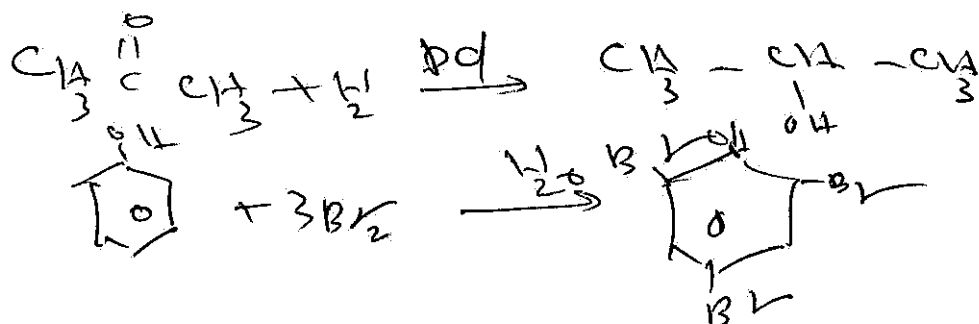 O
CH3 C CH3 + H2 Pd → CH3 - CH - CH3
OH OH
+ 3Br2 H2O → Br OH Br
Br